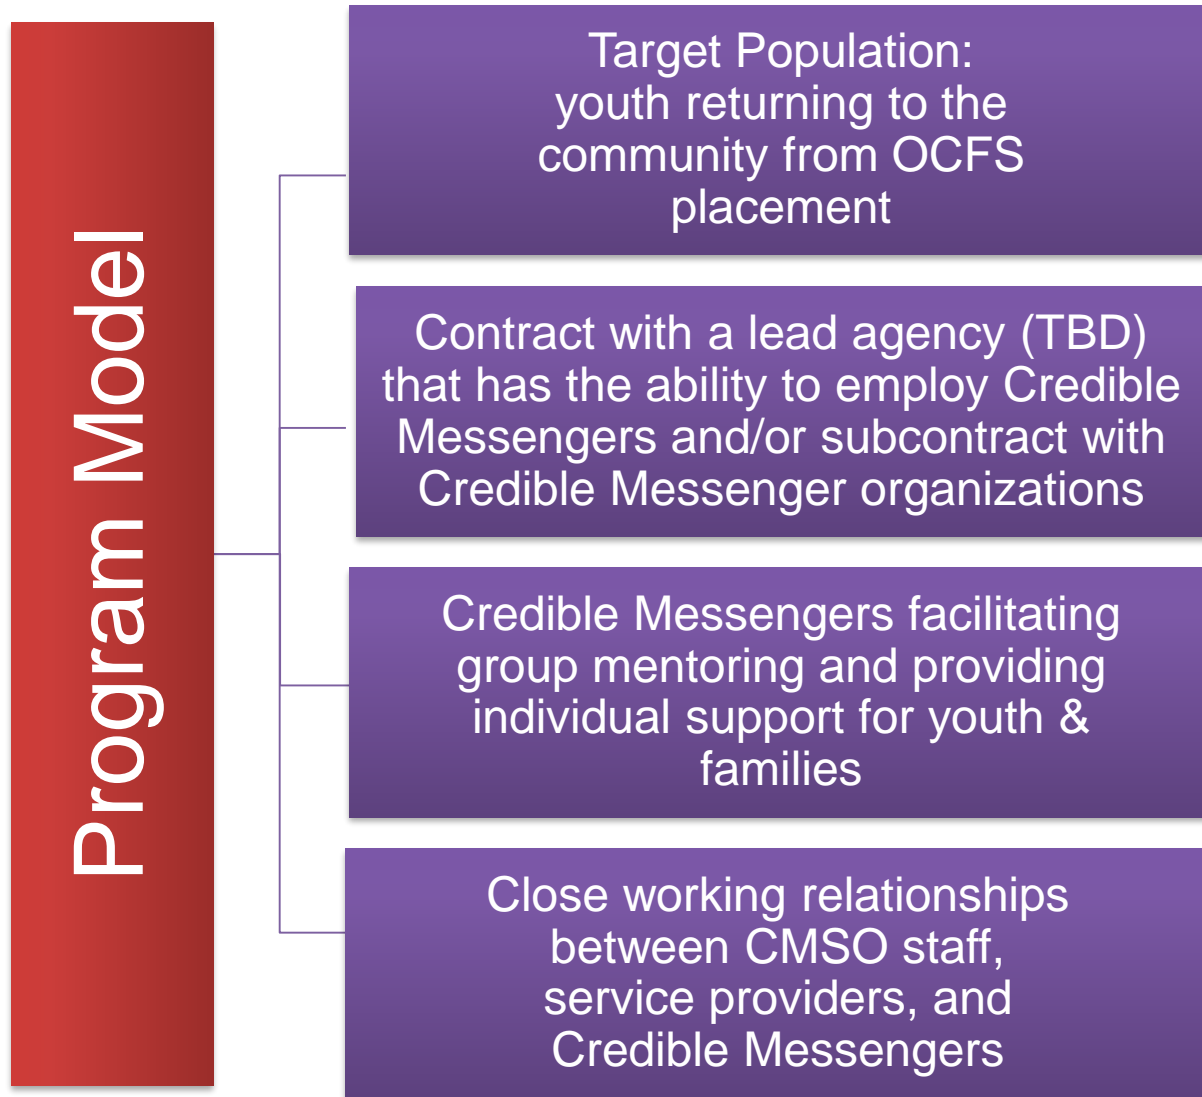 Program Model
Target Population:
youth returning to the
community from OCFS
placement
Contract with a lead agency (TBD)
that has the ability to employ Credible
Messengers and/or subcontract with
Credible Messenger organizations
Credible Messengers facilitating
group mentoring and providing
individual support for youth &
families
Close working relationships
between CMSO staff,
service providers, and
Credible Messengers